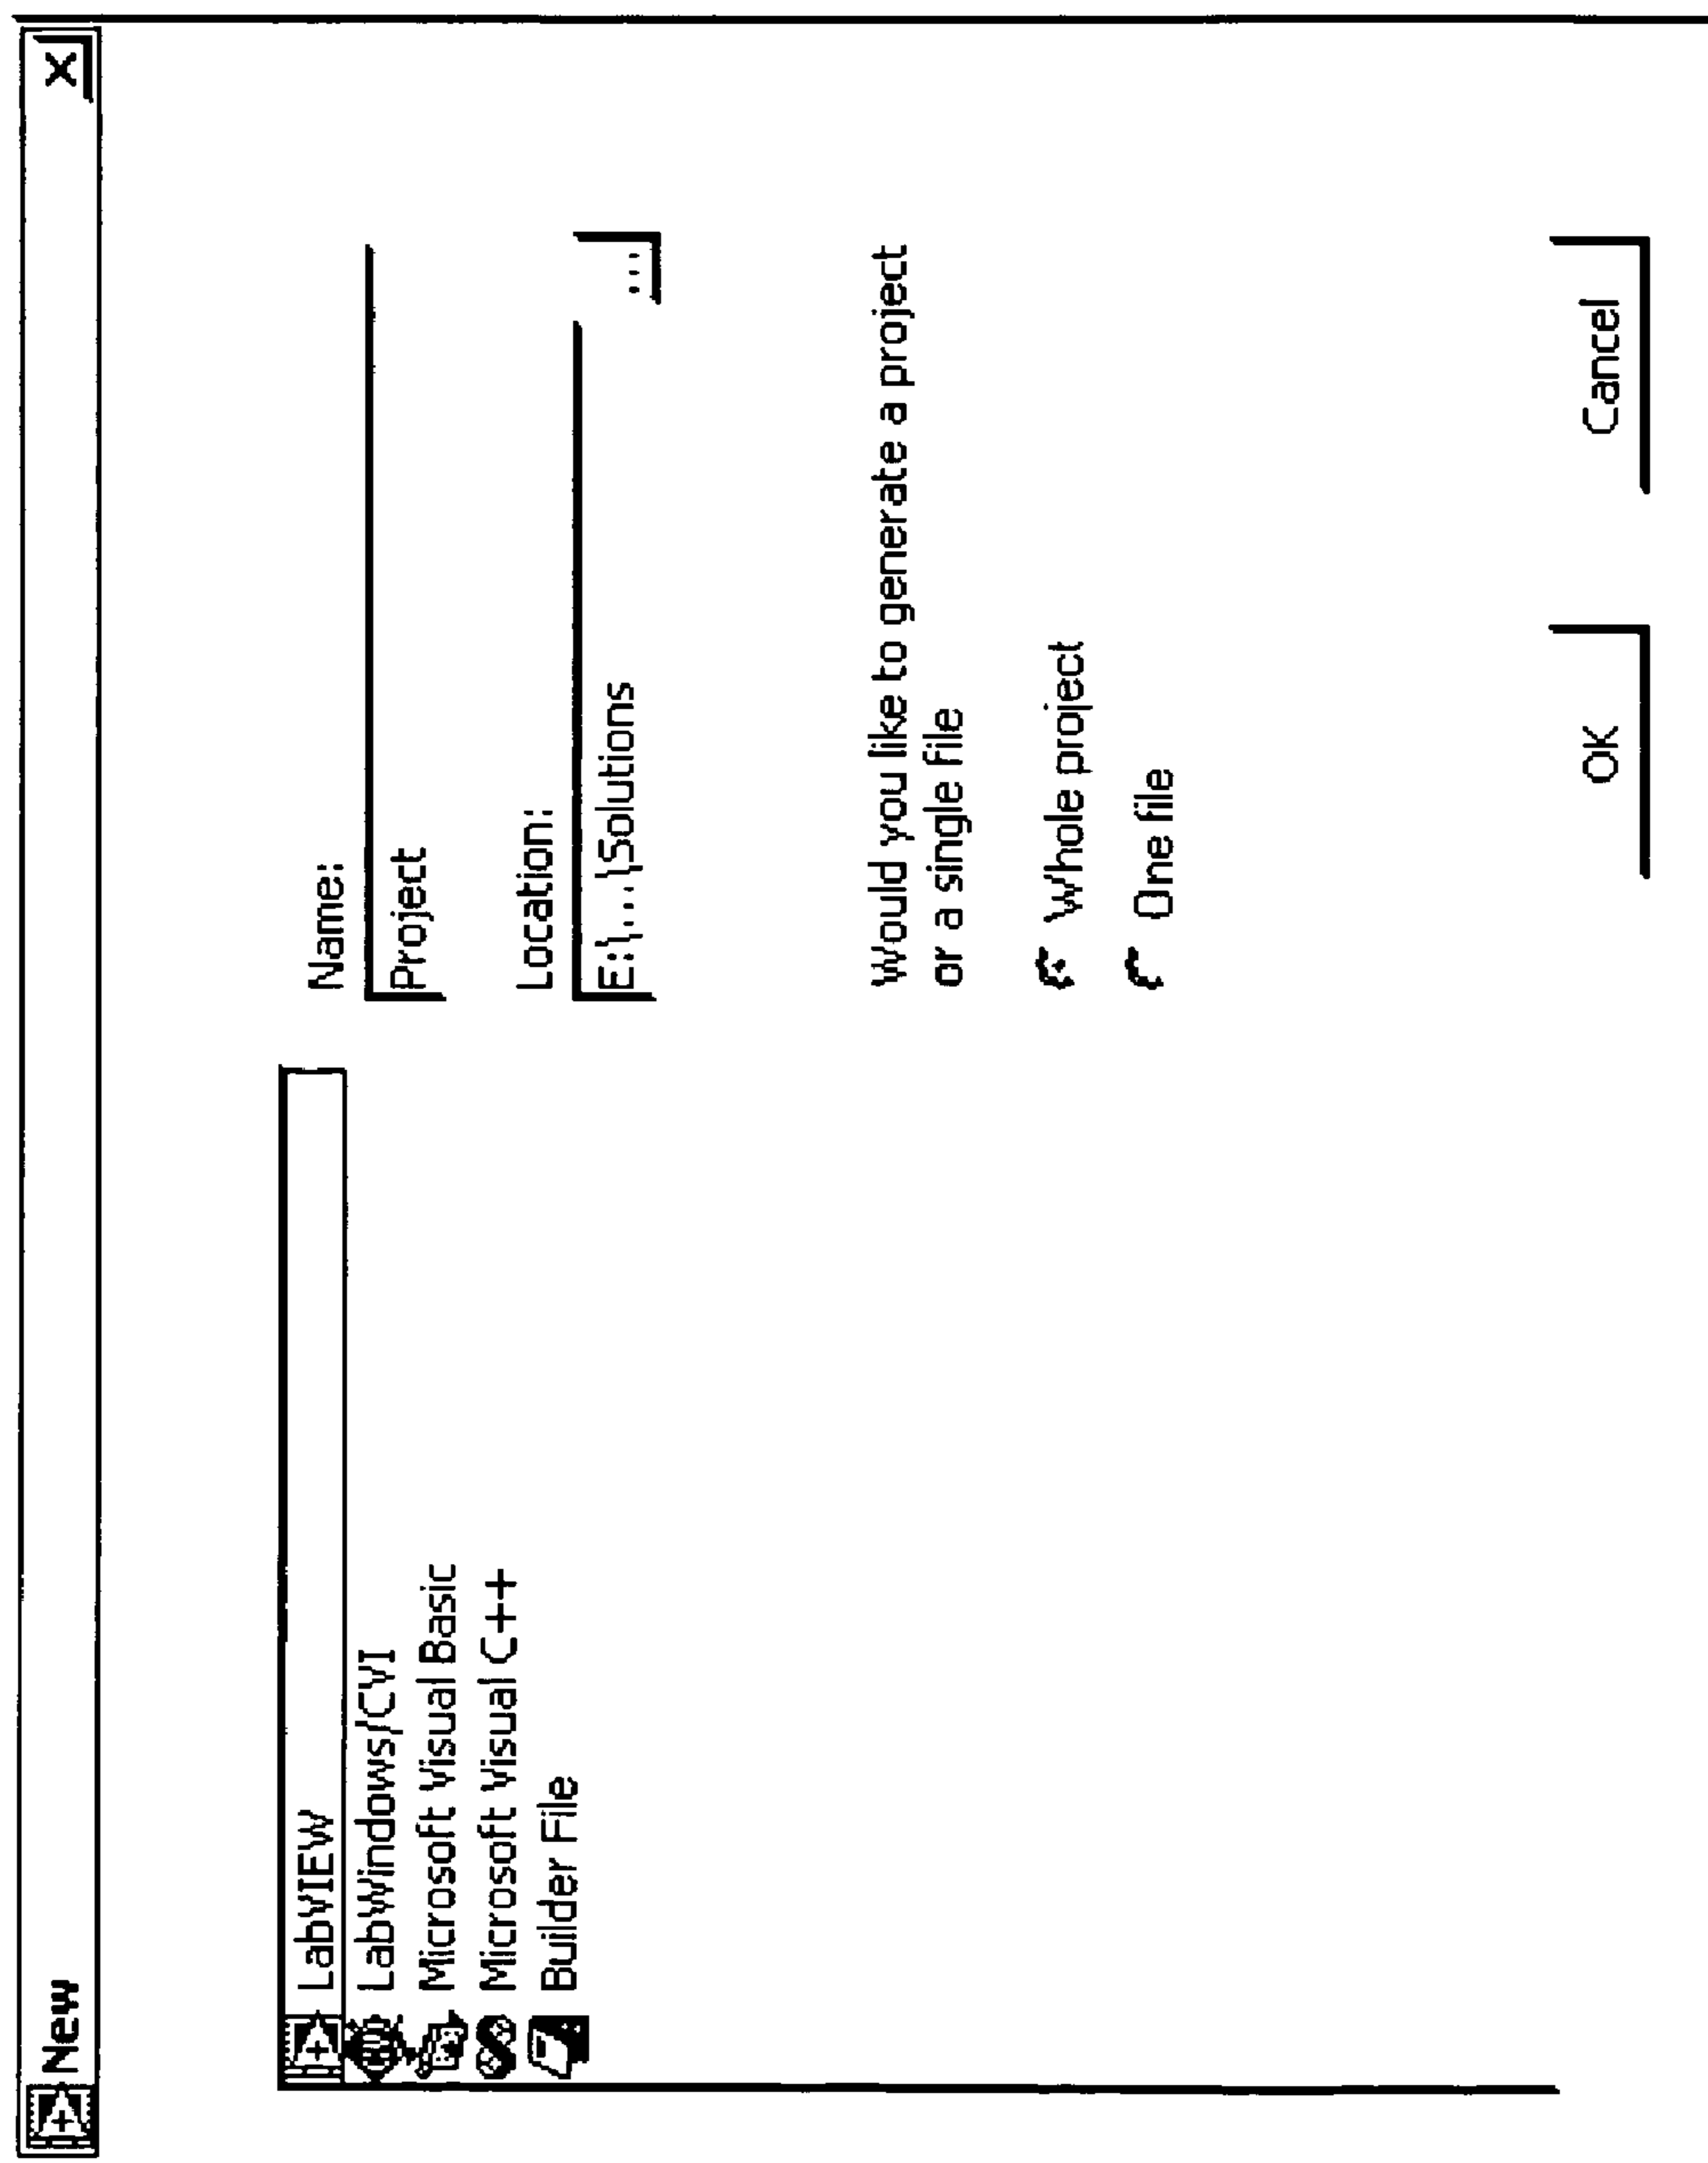 New
X
LabVIEW
LabWindows/CVI
Microsoft Visual Basic
Microsoft Visual C++
Builder File
Name:
Project
Location:
E:\...\Solutions
...
Would you like to generate a project
or a single file
Whole project
One file
OK
Cancel